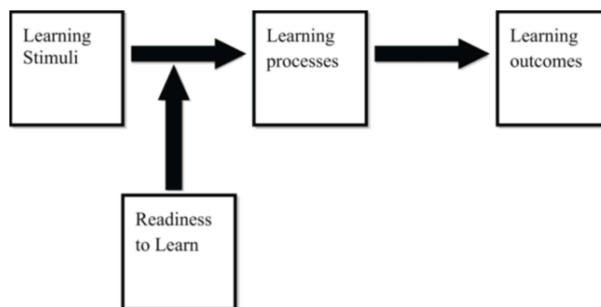 Learning
Stimuli
Learning
processes
Learning
outcomes
Readiness
to Learn